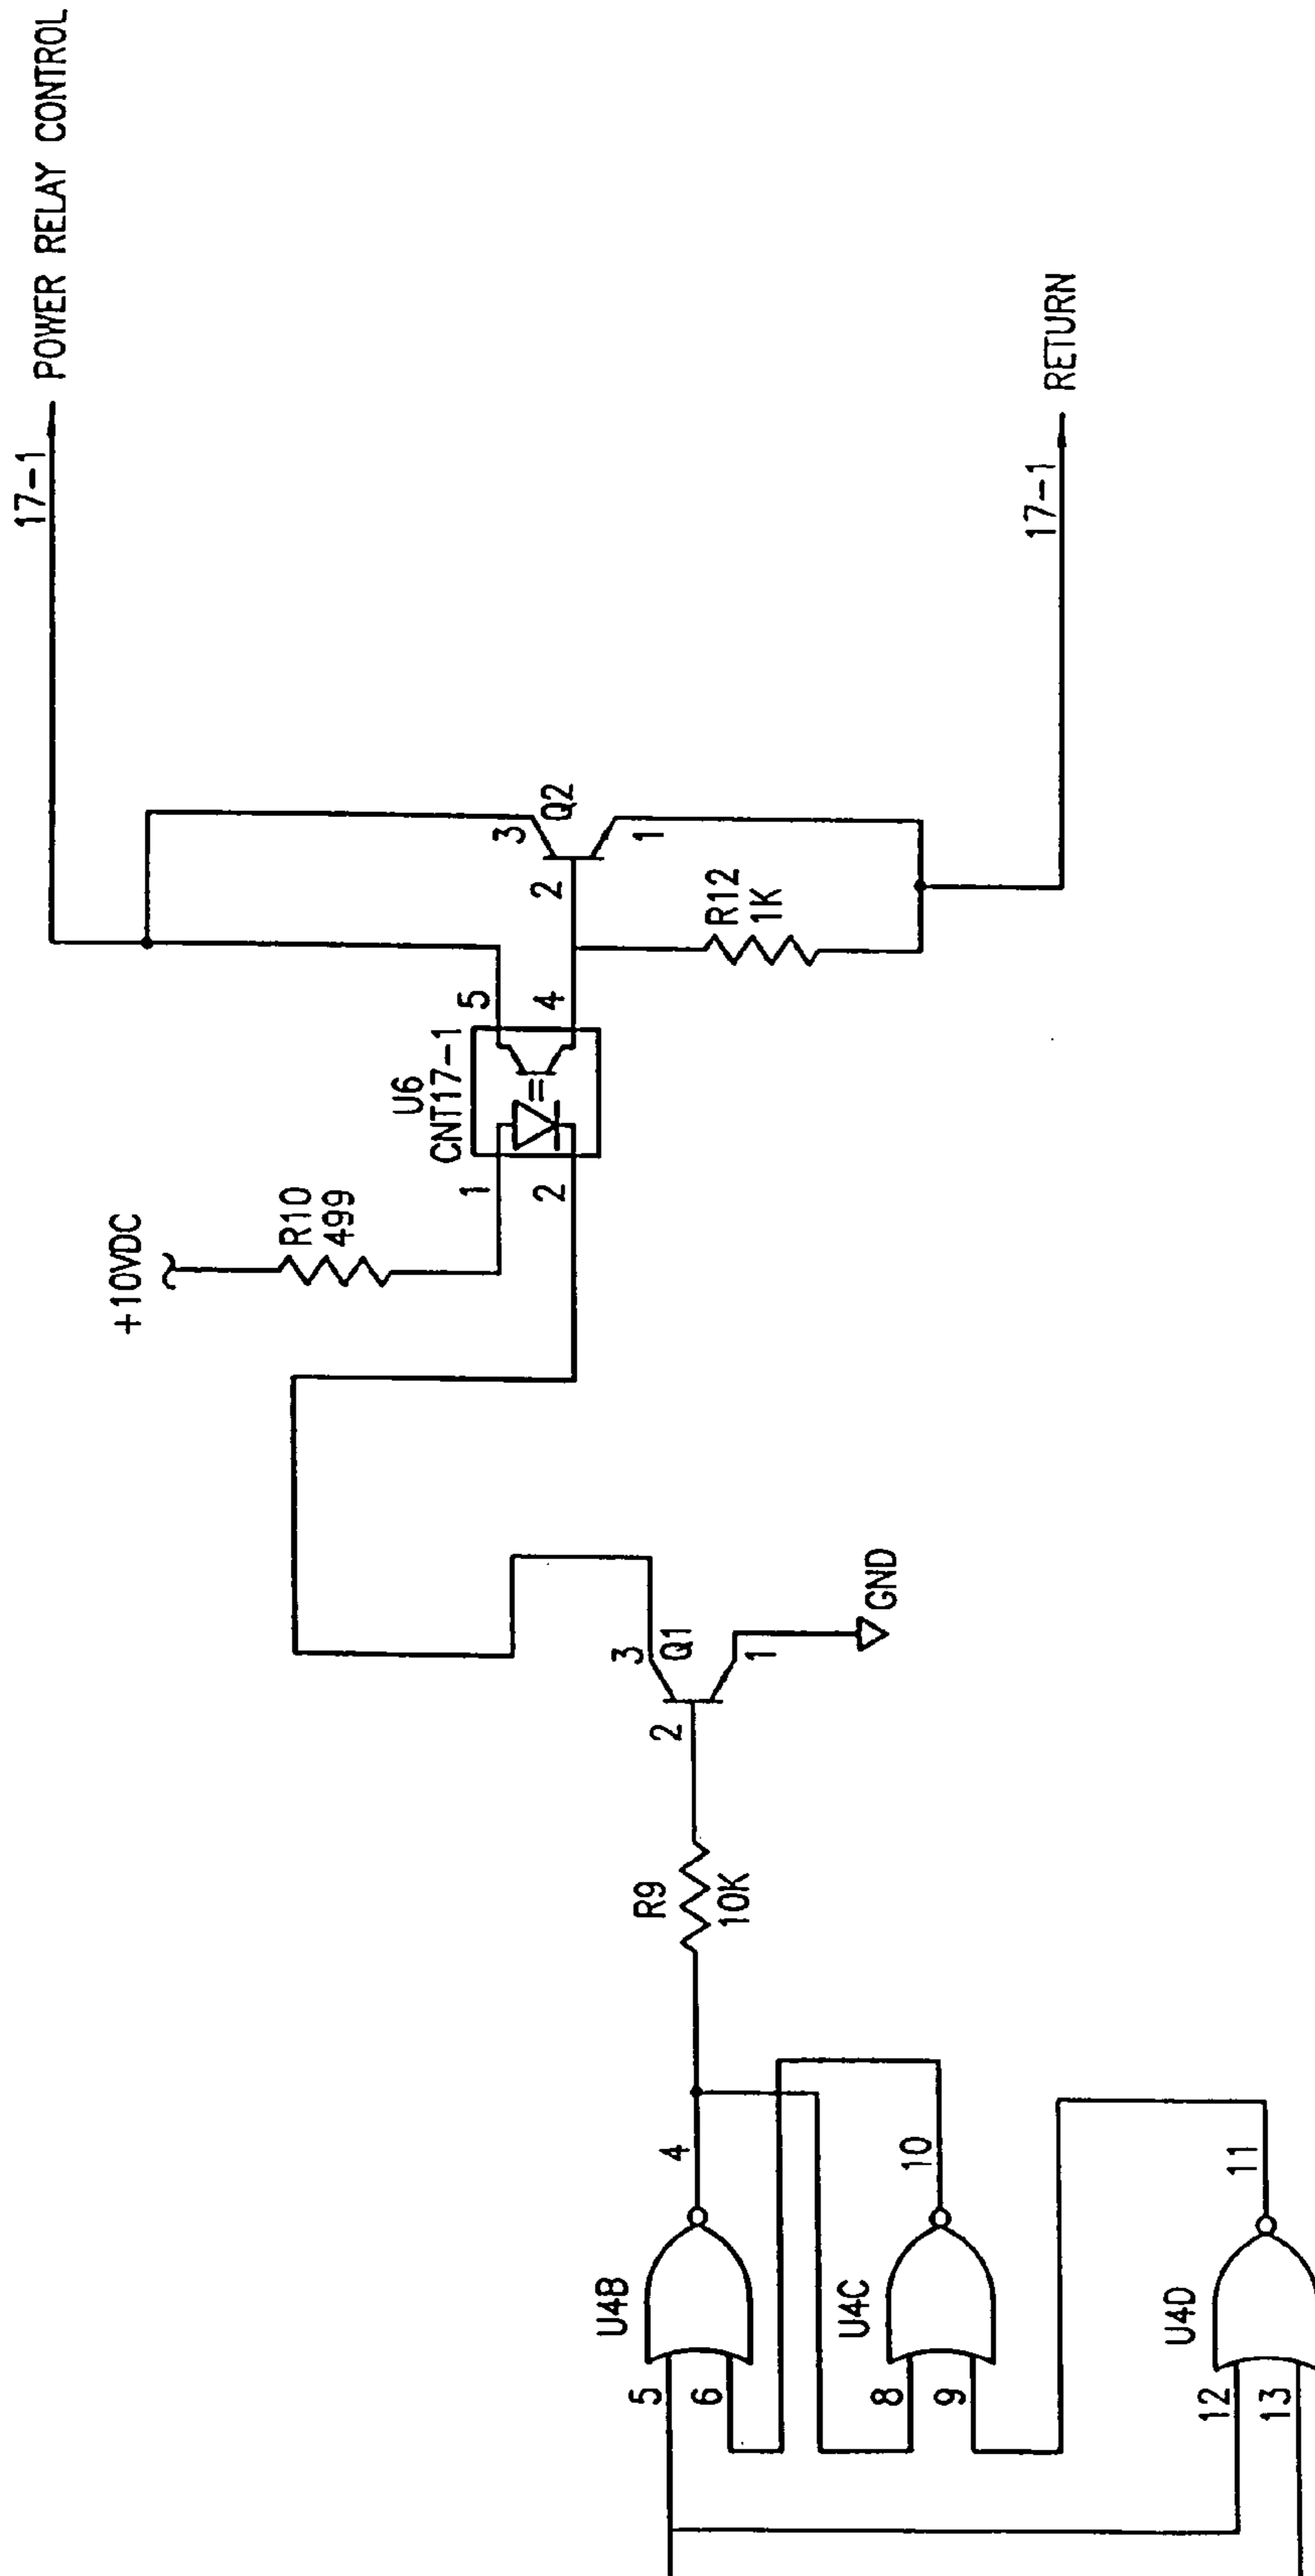 17-1
POWER RELAY CONTROL
+10VDC
R10
499
U6
CNT17-1
1
2
5
4
3
Q2
2
1
R12
1K
17-1
RETURN
3
Q1
2
1
GND
R9
10K
U4B
5
6
4
U4C
8
9
10
U4D
12
13
11